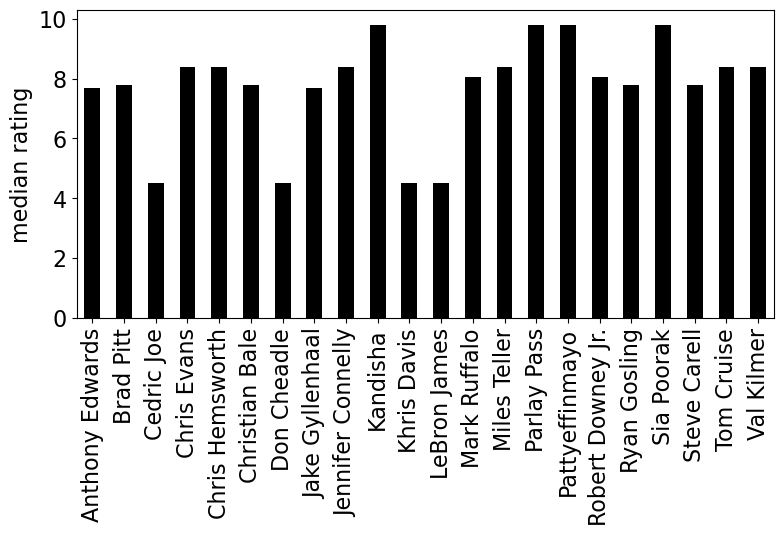 median rating
10
8
6
4
2
0
Anthony Edwards
Brad Pitt
Cedric Joe
Chris Evans
Chris Hemsworth
Christian Bale
Don Cheadle
Jake Gyllenhaal
Jennifer Connelly
Kandisha
Khris Davis
LeBron James
Mark Ruffalo
Miles Teller
Parlay Pass
Pattyeffinmayo
Robert Downey Jr.
Ryan Gosling
Sia Poorak
Steve Carell
Tom Cruise
Val Kilmer